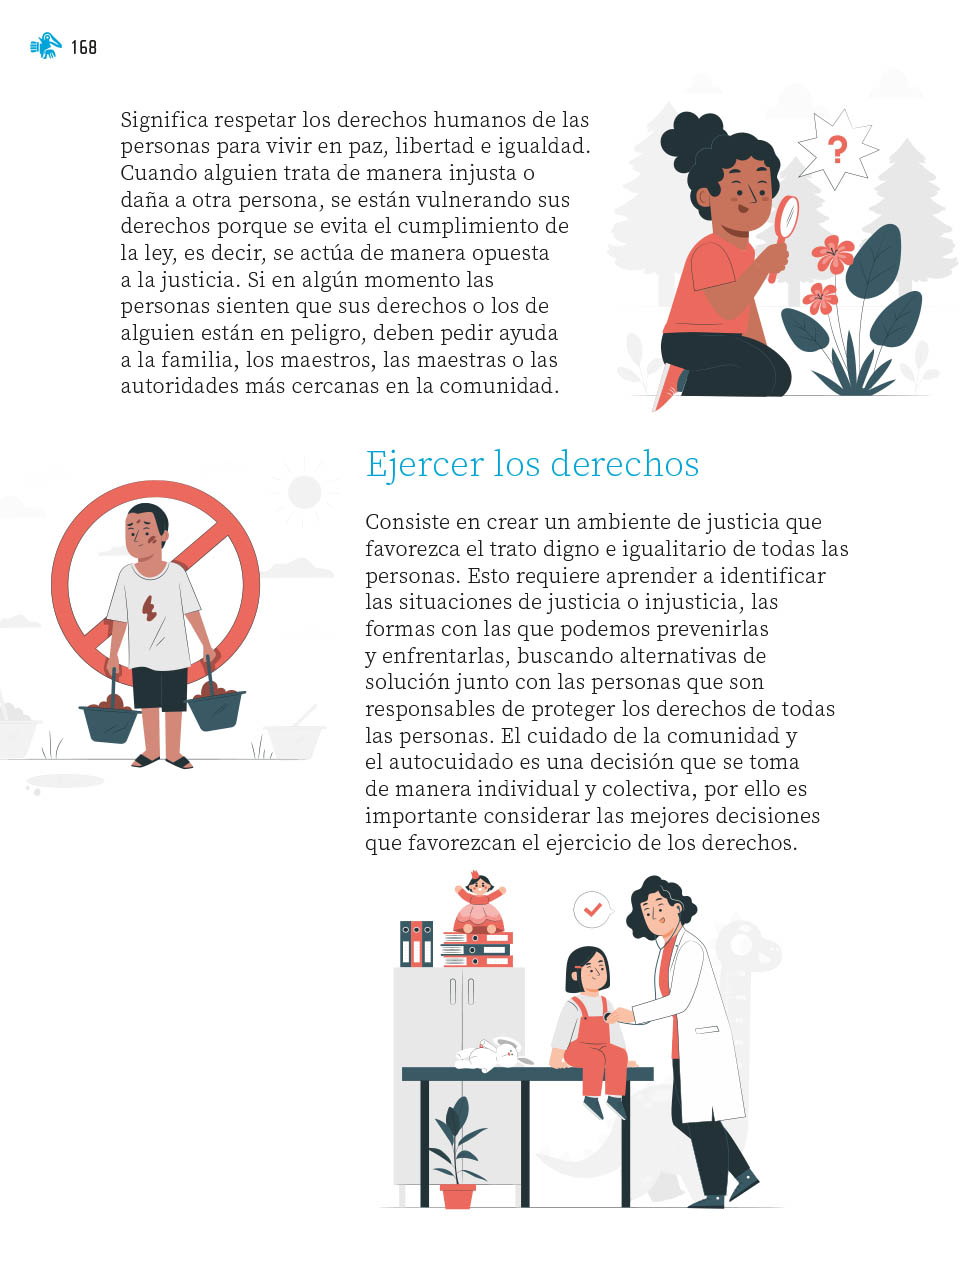 168
Significa respetar los derechos humanos de las
personas para vivir en paz, libertad e igualdad.
Cuando alguien trata de manera injusta o
daña a otra persona, se están vulnerando sus
derechos porque se evita el cumplimiento de
la ley, es decir, se actúa de manera opuesta
a la justicia. Si en algún momento las
personas sienten que sus derechos o los de
alguien están en peligro, deben pedir ayuda
a la familia, los maestros, las maestras o las
autoridades más cercanas en la comunidad.
?
Ejercer los derechos
Consiste en crear un ambiente de justicia que
favorezca el trato digno e igualitario de todas las
personas. Esto requiere aprender a identificar
las situaciones de justicia o injusticia, las
formas con las que podemos prevenirlas
y enfrentarlas, buscando alternativas de
solución junto con las personas que son
responsables de proteger los derechos de todas
las personas. El cuidado de la comunidad y
el autocuidado es una decisión que se toma
de manera individual y colectiva, por ello es
importante considerar las mejores decisiones
que favorezcan el ejercicio de los derechos.